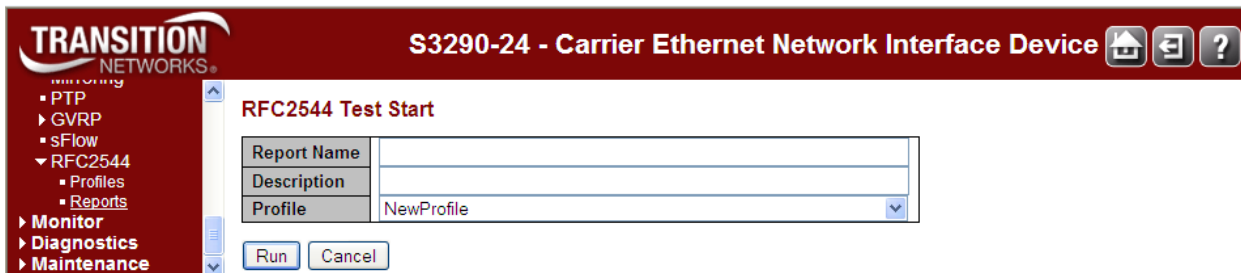 TRANSITION
NETWORKS®
S3290-24 - Carrier Ethernet Network Interface Device
?
Mirroring
PTP
GVRP
sFlow
RFC2544
Profiles
Reports
Monitor
Diagnostics
Maintenance
RFC2544 Test Start
Report Name
Description
Profile NewProfile
Run Cancel